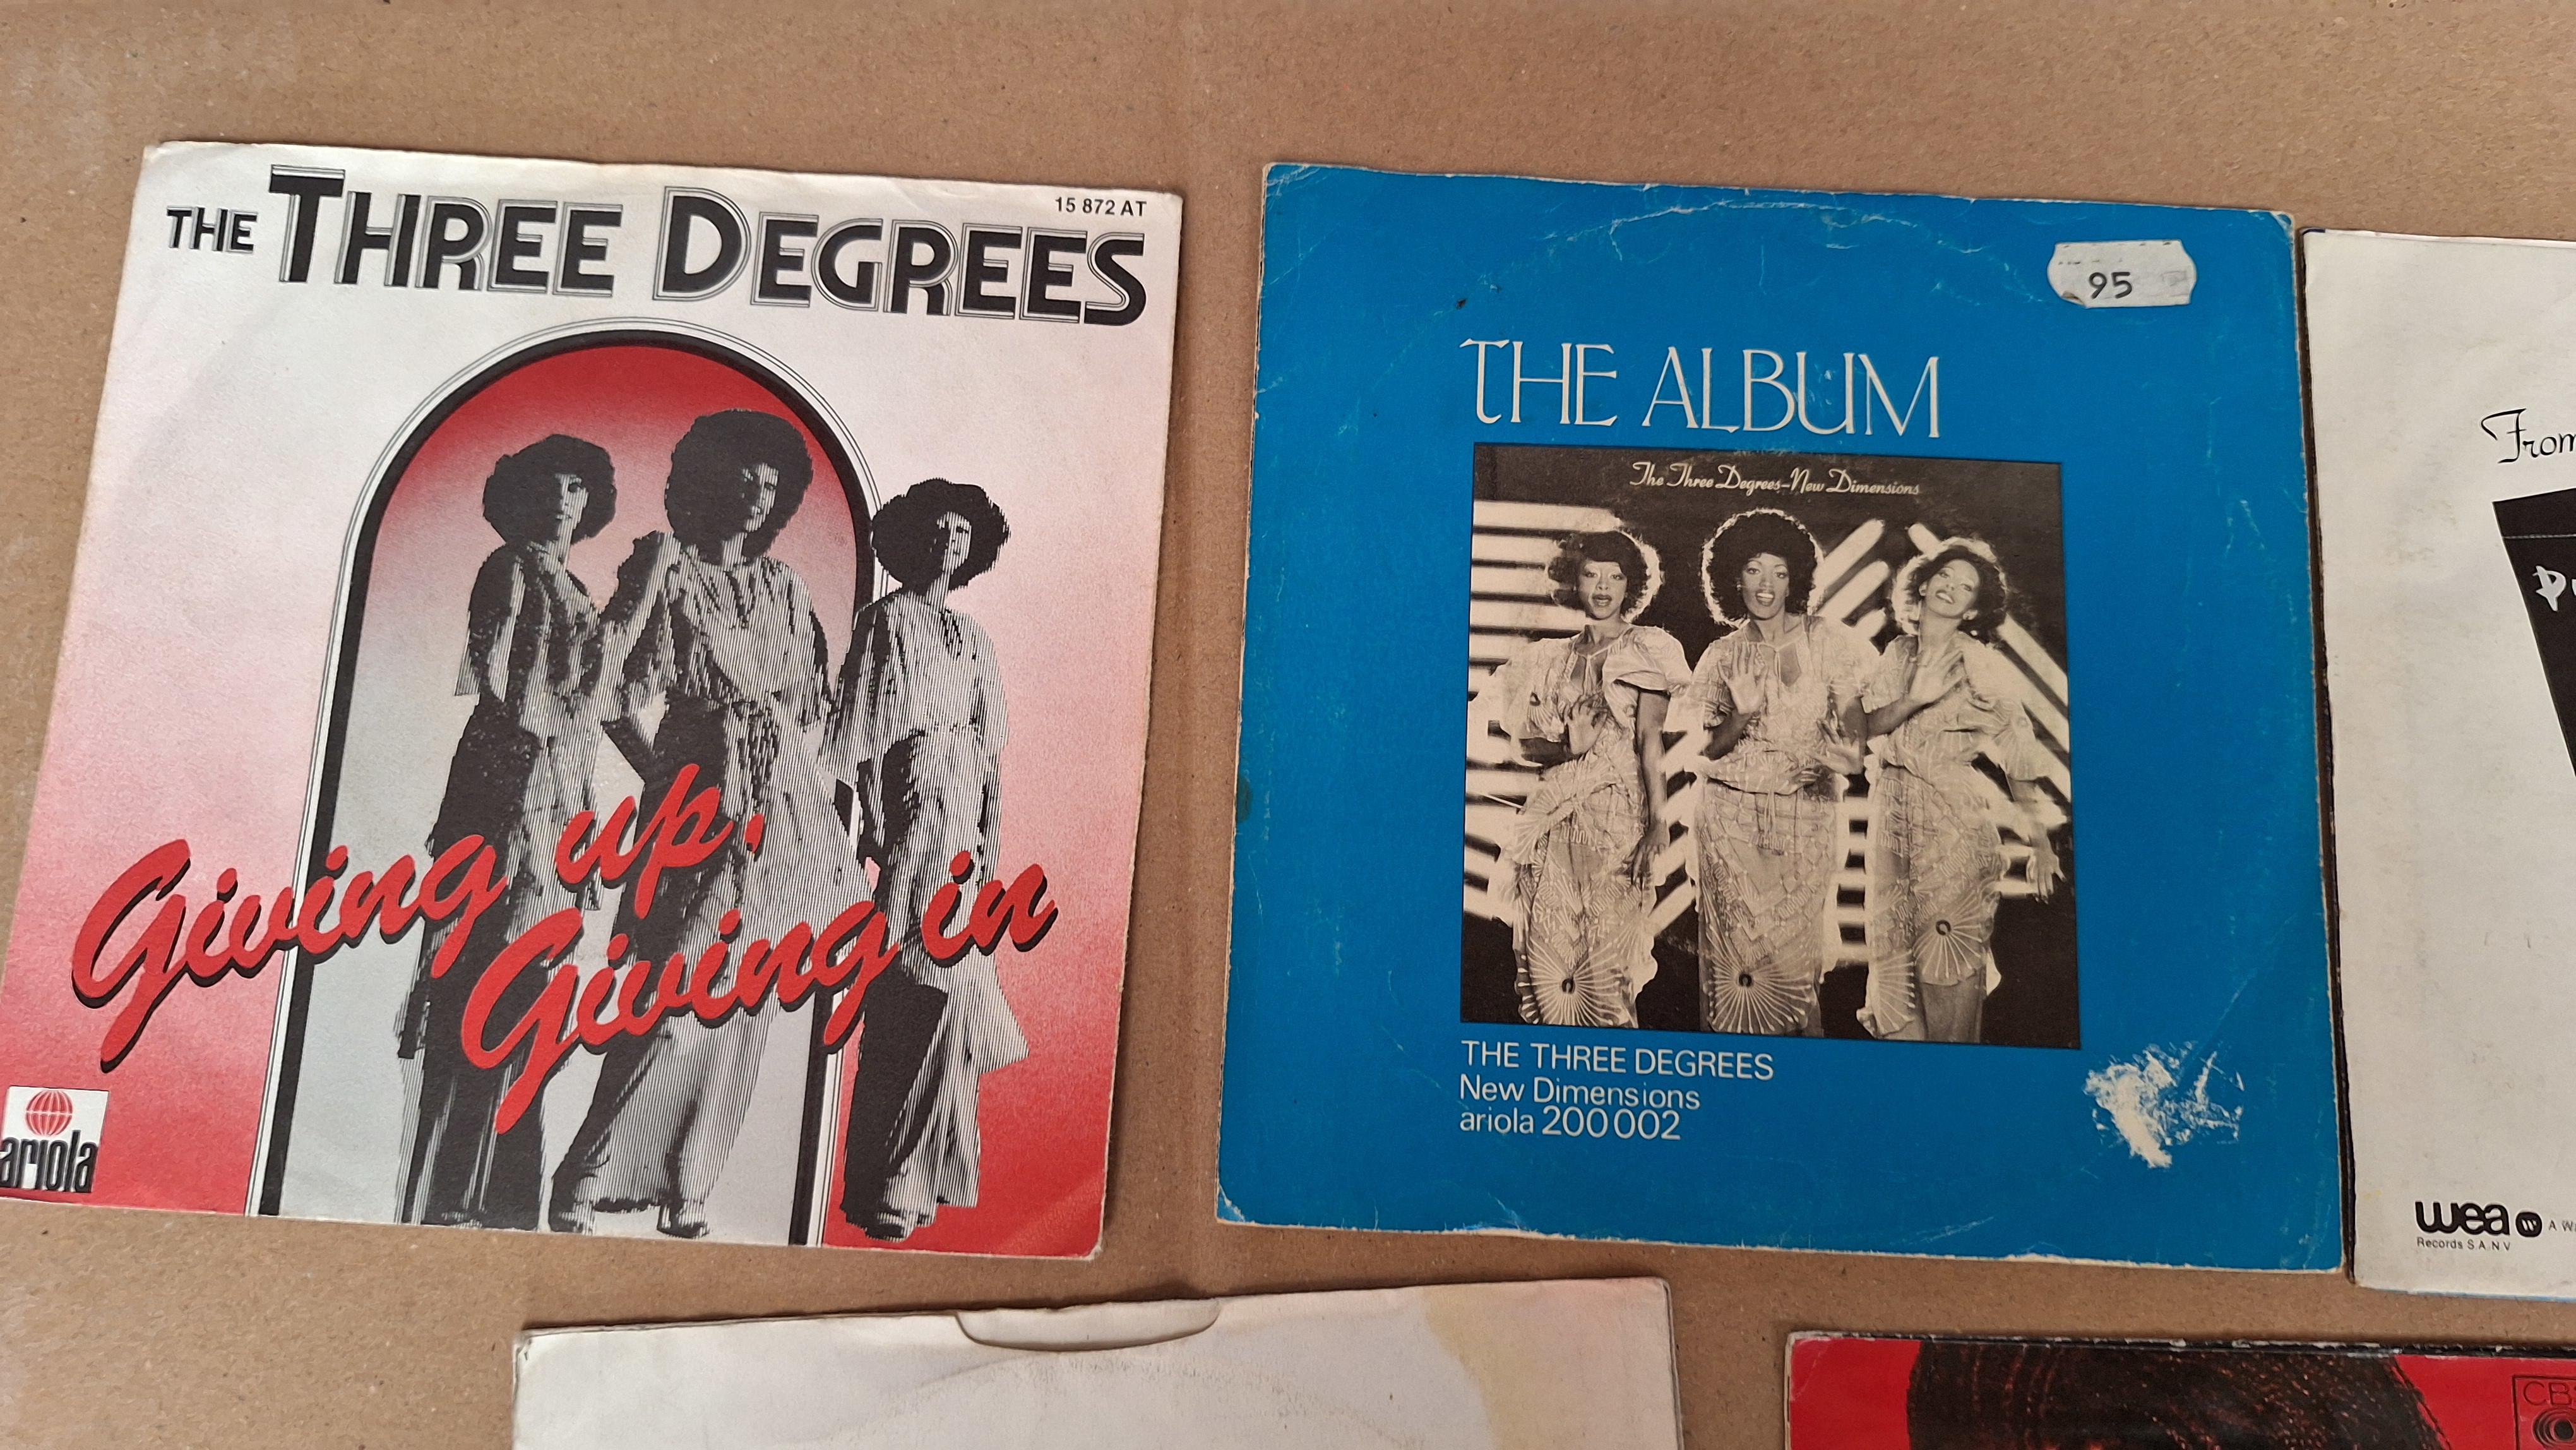 THE THREE DEGREES
15 872 AT
Giving up,
Giving in
ariola
95
THE ALBUM
The Three Degrees-New Dimensions
THE THREE DEGREES
New Dimensions
ariola 200 002
From
wea
Records S.A. N.V